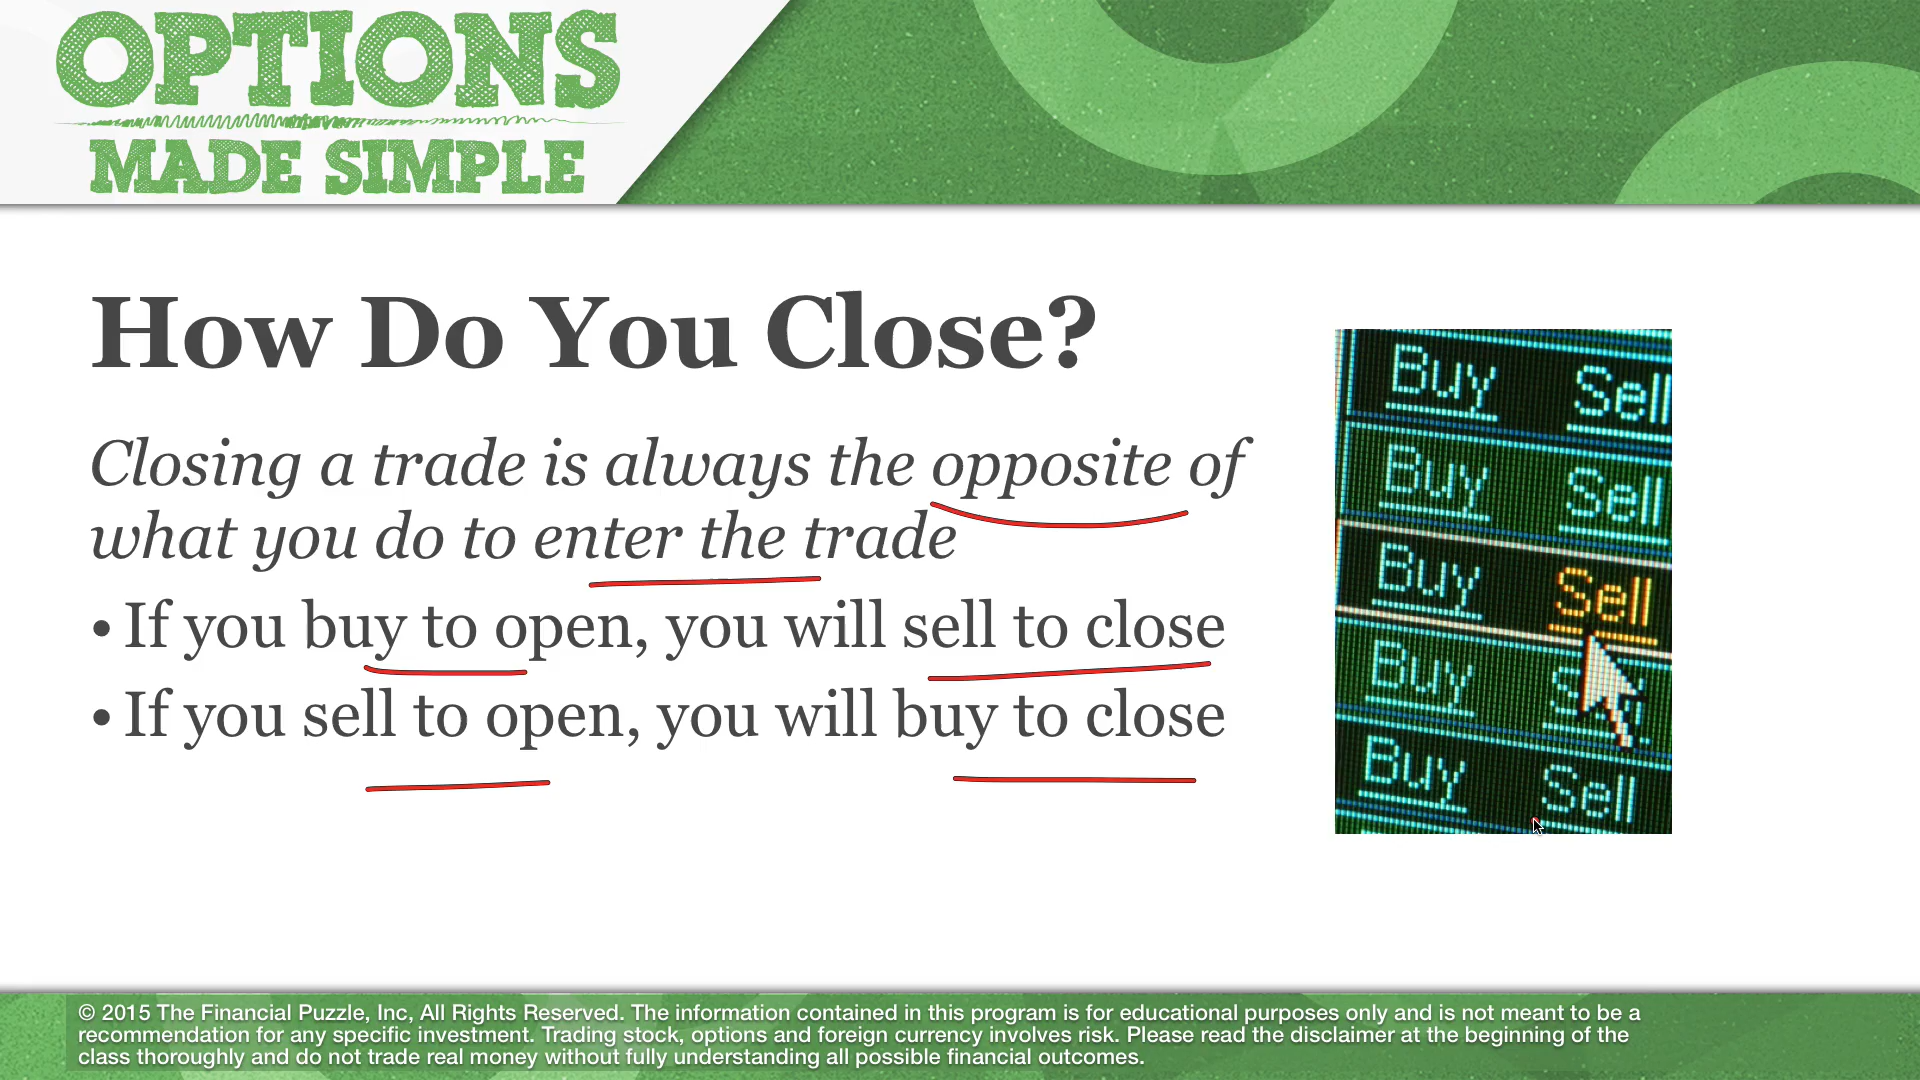 OPTIONS
MADE SIMPLE
How Do You Close?
Closing a trade is always the opposite of
what you do to enter the trade
• If you buy to open, you will sell to close
• If you sell to open, you will buy to close
Buy Sell
Buy Sell
Buy Sell
Buy Sell
Buy Sell
© 2015 The Financial Puzzle, Inc, All Rights Reserved. The information contained in this program is for educational purposes only and is not meant to be a
recommendation for any specific investment. Trading stock, options and foreign currency involves risk. Please read the disclaimer at the beginning of the
class thoroughly and do not trade real money without fully understanding all possible financial outcomes.